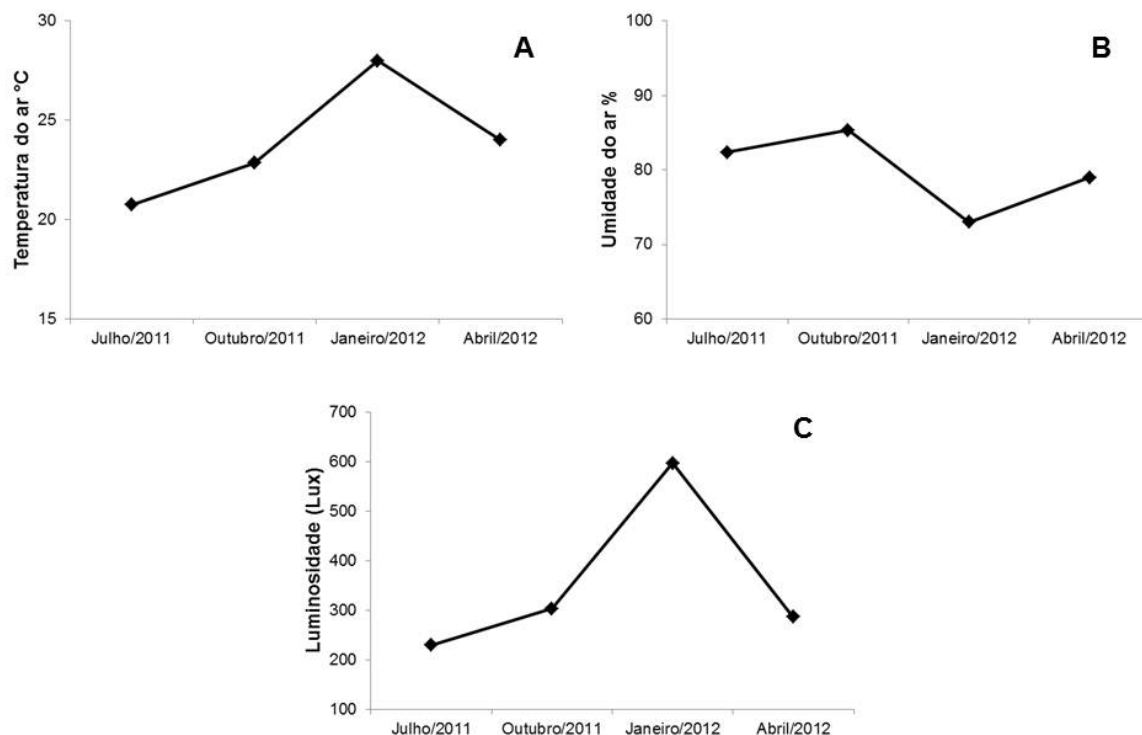 A
Temperatura do ar °C
30
25
20
15
Julho/2011 Outubro/2011 Janeiro/2012 Abril/2012
B
Umidade do ar %
100
90
80
70
60
Julho/2011 Outubro/2011 Janeiro/2012 Abril/2012
C
Luminosidade (Lux)
700
600
500
400
300
200
100
Julho/2011 Outubro/2011 Janeiro/2012 Abril/2012